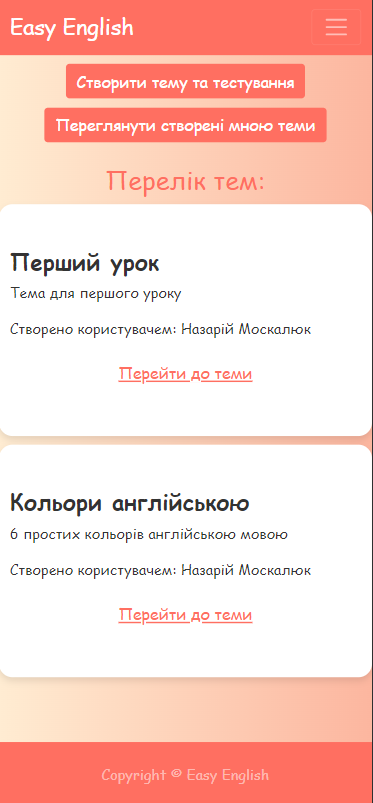 Easy English
Створити тему та тестування
Переглянути створені мною теми
Перелік тем:
Перший урок
Тема для першого уроку
Створено користувачем: Назарій Москалюк
Перейти до теми
Кольори англійською
6 простих кольорів англійською мовою
Створено користувачем: Назарій Москалюк
Перейти до теми
Copyright © Easy English